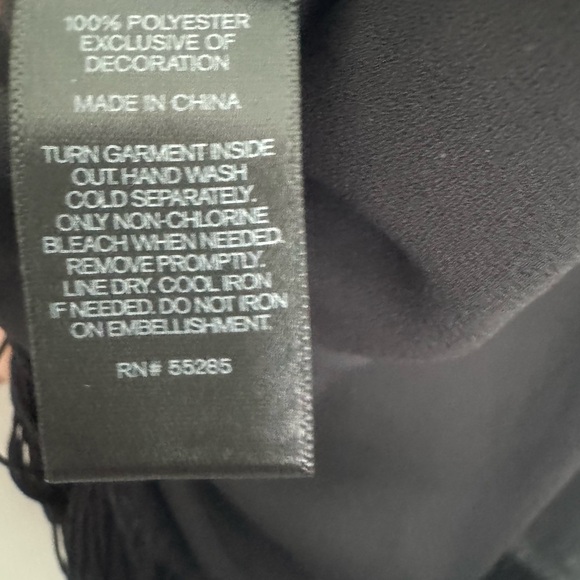 100% POLYESTER
EXCLUSIVE OF
DECORATION
MADE IN CHINA
TURN GARMENT INSIDE
OUT. HAND WASH
COLD SEPARATELY.
ONLY NON-CHLORINE
BLEACH WHEN NEEDED.
REMOVE PROMPTLY.
LINE DRY. COOL IRON
IF NEEDED. DO NOT IRON
ON EMBELLISHMENT.
RN# 55285